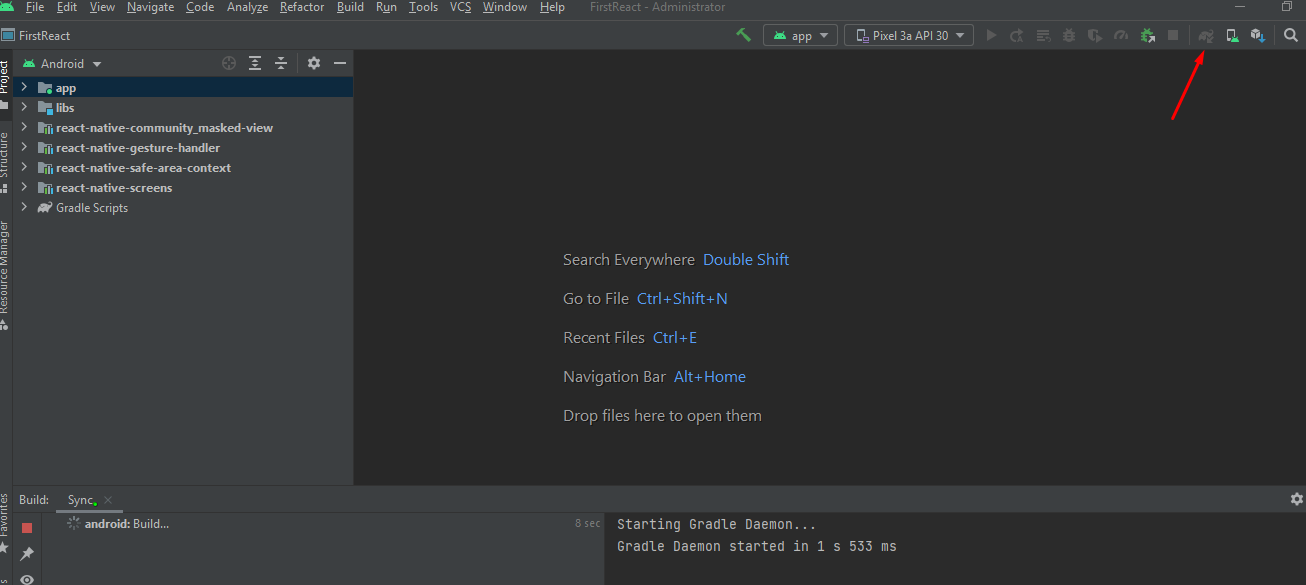 File Edit View Navigate Code Analyze Refactor Build Run Tools VCS Window Help FirstReact - Administrator
FirstReact app Pixel 3a API 30
Project
Android
app
libs
react-native-community_masked-view
react-native-gesture-handler
react-native-safe-area-context
react-native-screens
Gradle Scripts
Structure
Resource Manager
Favorites
Search Everywhere Double Shift
Go to File Ctrl+Shift+N
Recent Files Ctrl+E
Navigation Bar Alt+Home
Drop files here to open them
Build: Sync
android: Build... 8 sec
Starting Gradle Daemon...
Gradle Daemon started in 1 s 533 ms